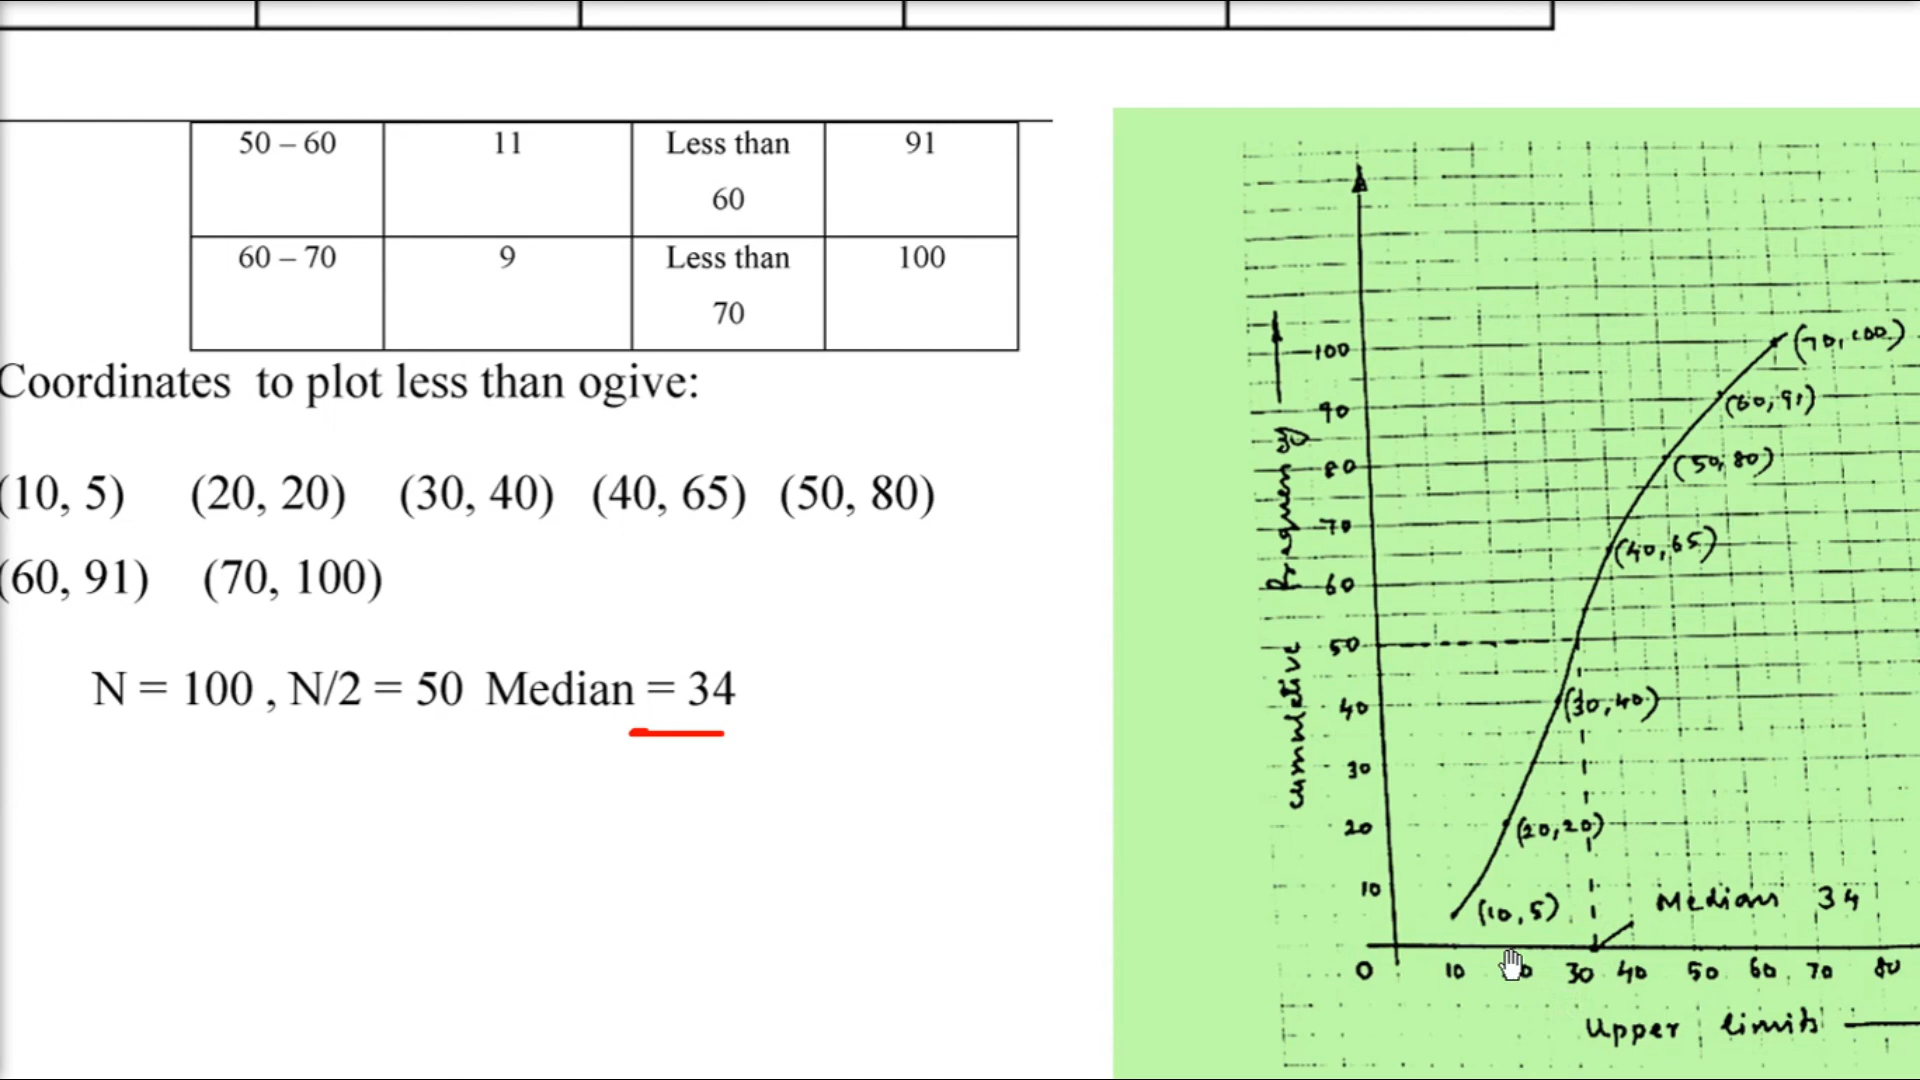 50 – 60 11 Less than 60 91
60 – 70 9 Less than 70 100
Coordinates to plot less than ogive:
(10, 5) (20, 20) (30, 40) (40, 65) (50, 80)
(60, 91) (70, 100)
N = 100 , N/2 = 50 Median = 34
cumulative frequency
100
90
80
70
60
50
40
30
20
10
(70, 100)
(60, 91)
(50, 80)
(40, 65)
(30, 40)
(20, 20)
(10, 5)
Median 34
0 10 20 30 40 50 60 70 80
Upper limits